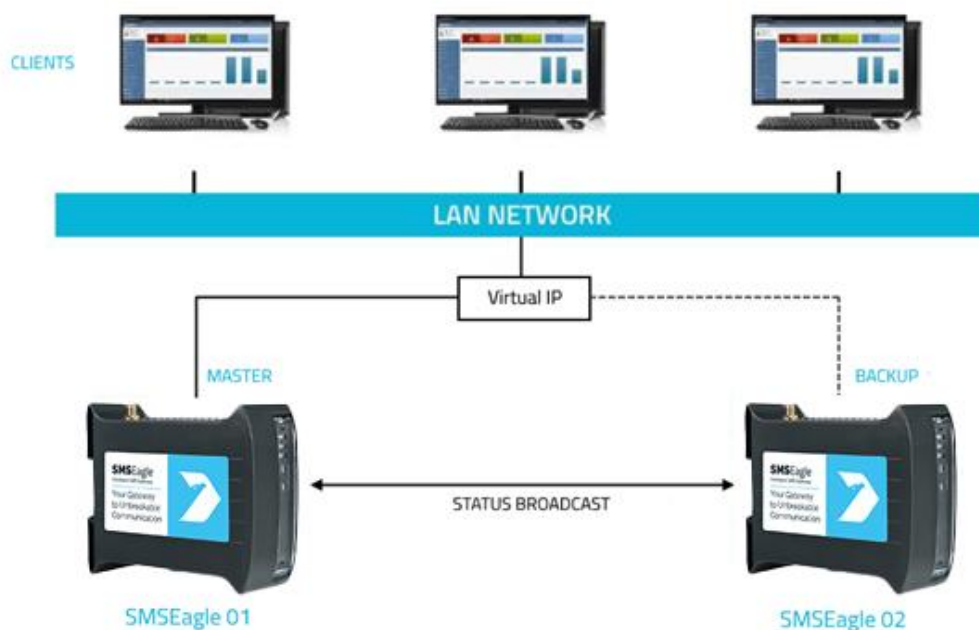 CLIENTS
LAN NETWORK
Virtual IP
MASTER
BACKUP
SMSEagle
Your Gateway
to Unbreakable
Communication
SMSEagle
Your Gateway
to Unbreakable
Communication
STATUS BROADCAST
SMSEagle 01
SMSEagle 02